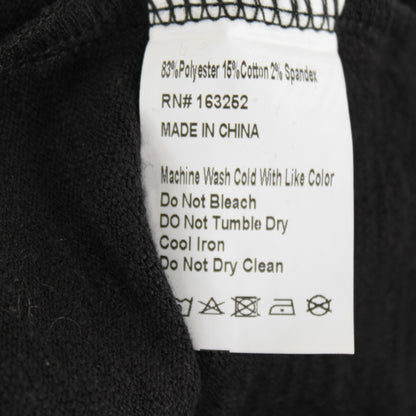 83%Polyester 15%Cotton 2% Spandex
RN# 163252
MADE IN CHINA
Machine Wash Cold With Like Color
Do Not Bleach
DO Not Tumble Dry
Cool Iron
Do Not Dry Clean